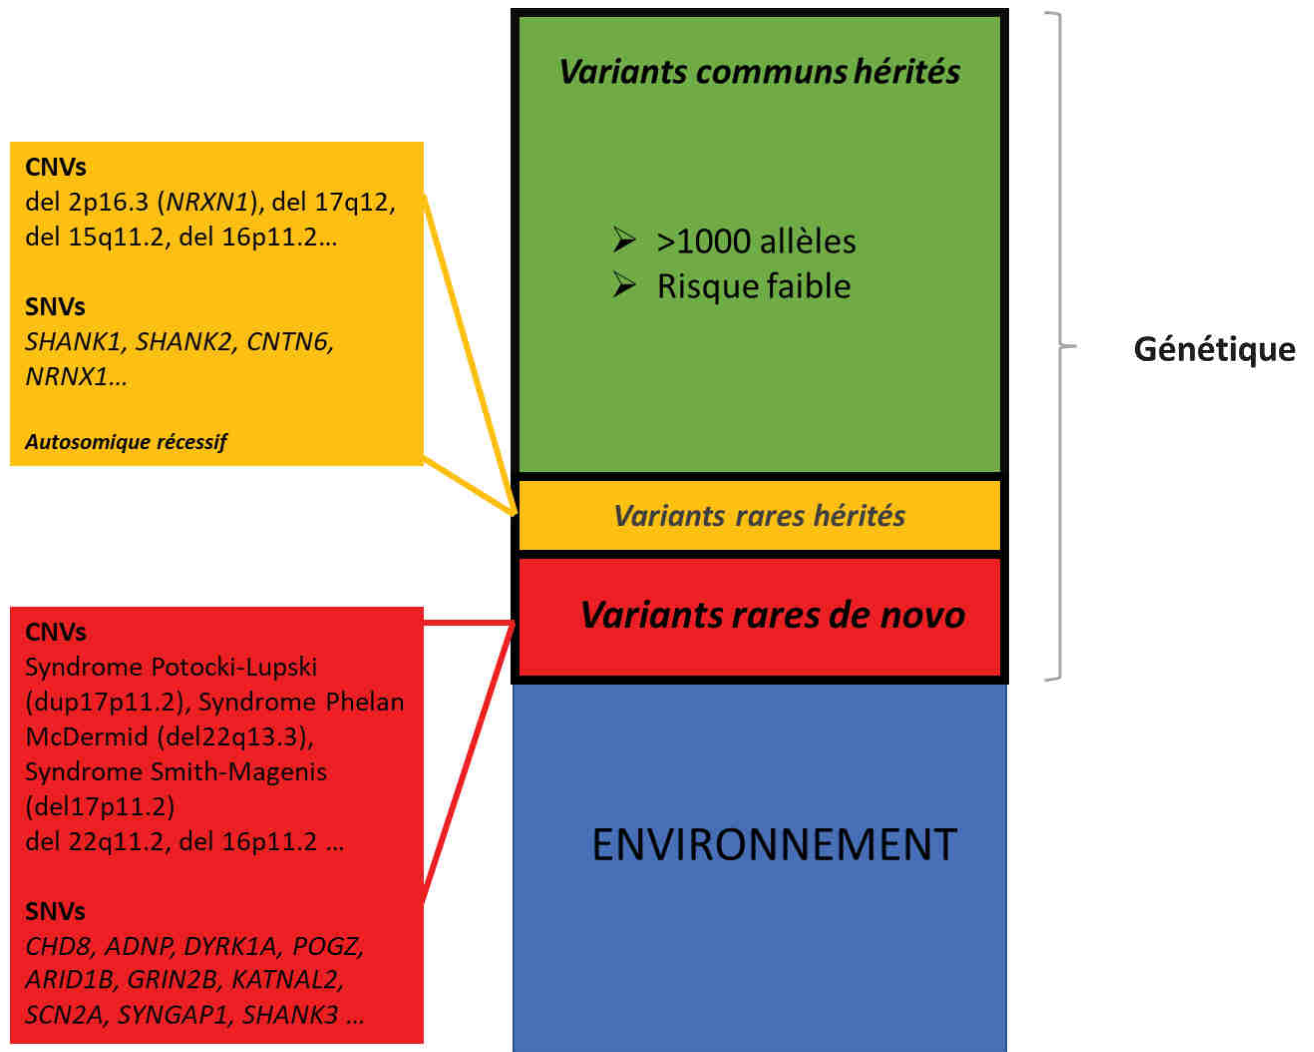 Variants communs hérités
➢ >1000 allèles
➢ Risque faible
Génétique
CNVs
del 2p16.3 (NRXN1), del 17q12,
del 15q11.2, del 16p11.2...
SNVs
SHANK1, SHANK2, CNTN6,
NRNX1...
Autosomique récessif
Variants rares hérités
Variants rares de novo
CNVs
Syndrome Potocki-Lupski
(dup17p11.2), Syndrome Phelan
McDermid (del22q13.3),
Syndrome Smith-Magenis
(del17p11.2)
del 22q11.2, del 16p11.2 ...
SNVs
CHD8, ADNP, DYRK1A, POGZ,
ARID1B, GRIN2B, KATNAL2,
SCN2A, SYNGAP1, SHANK3 ...
ENVIRONNEMENT